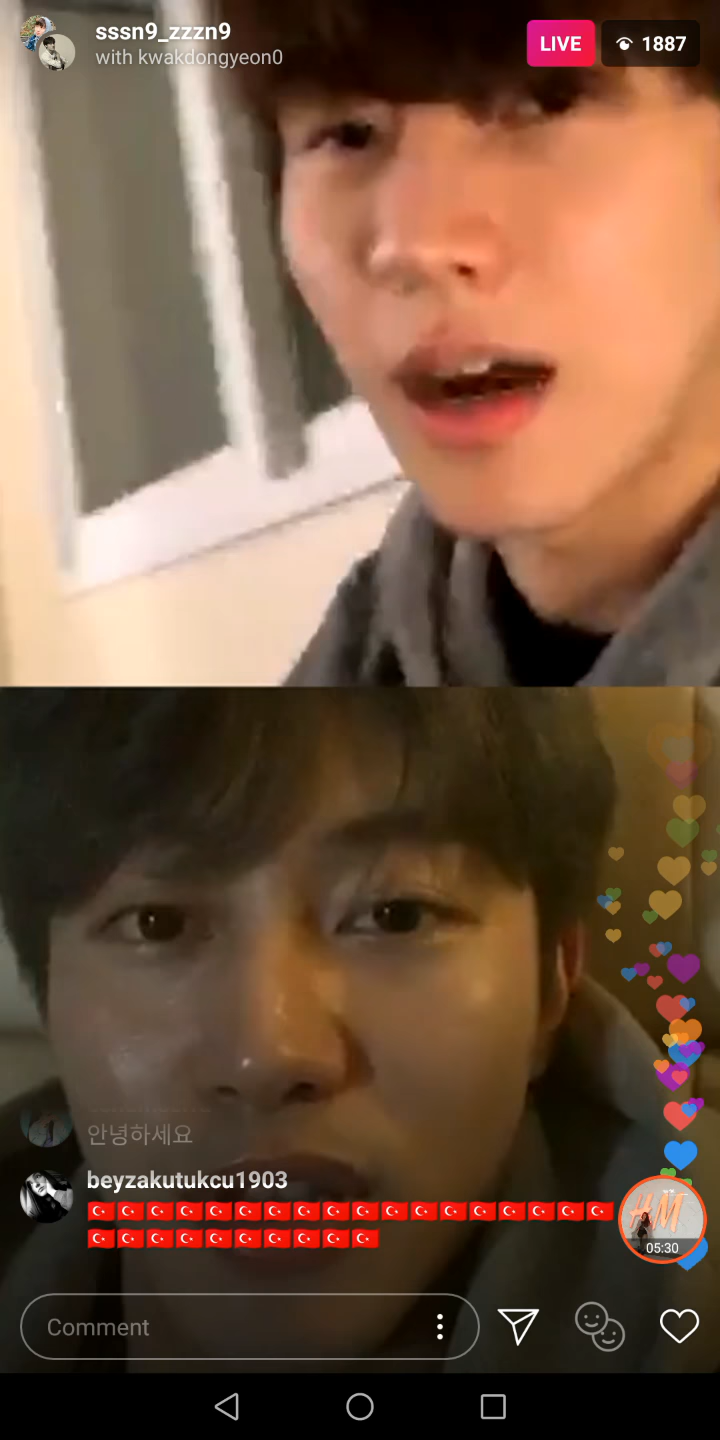 sssn9_zzzn9
with kwakdongyeon0
LIVE
1887
안녕하세요
beyzakutukcu1903
🇹🇷🇹🇷🇹🇷🇹🇷🇹🇷🇹🇷🇹🇷🇹🇷🇹🇷🇹🇷🇹🇷🇹🇷🇹🇷🇹🇷🇹🇷🇹🇷🇹🇷🇹🇷
🇹🇷🇹🇷🇹🇷🇹🇷🇹🇷🇹🇷🇹🇷🇹🇷🇹🇷🇹🇷
HM
05:30
Comment